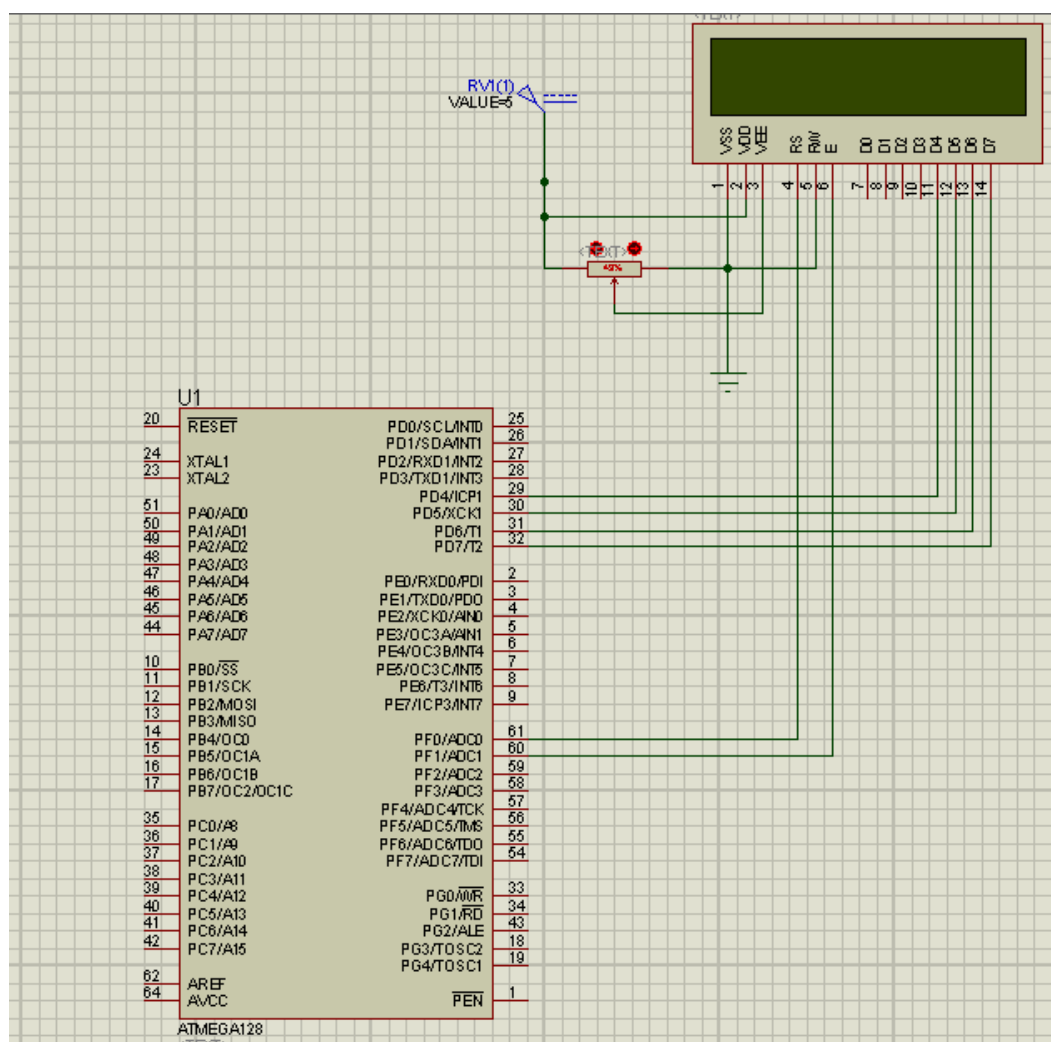 <TEXT>
RV1(1)
VALUE=5
VSS VDD VEE RS RW E D0 D1 D2 D3 D4 D5 D6 D7
1 2 3 4 5 6 7 8 9 10 11 12 13 14
<TEXT>
U1
20 RESET PD0/SCL/INT0 25
PD1/SDA/INT1 26
24 XTAL1 PD2/RXD1/INT2 27
23 XTAL2 PD3/TXD1/INT3 28
PD4/ICP1 29
51 PA0/AD0 PD5/XCK1 30
50 PA1/AD1 PD6/T1 31
49 PA2/AD2 PD7/T2 32
48 PA3/AD3
47 PA4/AD4 PE0/RXD0/PDI 2
46 PA5/AD5 PE1/TXD0/PDO 3
45 PA6/AD6 PE2/XCK0/AIN0 4
44 PA7/AD7 PE3/OC3A/AIN1 5
PE4/OC3B/INT4 6
10 PB0/SS PE5/OC3C/INT5 7
11 PB1/SCK PE6/T3/INT6 8
12 PB2/MOSI PE7/ICP3/INT7 9
13 PB3/MISO
14 PB4/OC0 PF0/ADC0 61
15 PB5/OC1A PF1/ADC1 60
16 PB6/OC1B PF2/ADC2 59
17 PB7/OC2/OC1C PF3/ADC3 58
PF4/ADC4/TCK 57
35 PC0/A8 PF5/ADC5/TMS 56
36 PC1/A9 PF6/ADC6/TDO 55
37 PC2/A10 PF7/ADC7/TDI 54
38 PC3/A11
39 PC4/A12 PG0/WR 33
40 PC5/A13 PG1/RD 34
41 PC6/A14 PG2/ALE 43
42 PC7/A15 PG3/TOSC2 18
PG4/TOSC1 19
62 AREF
64 AVCC PEN 1
ATMEGA128